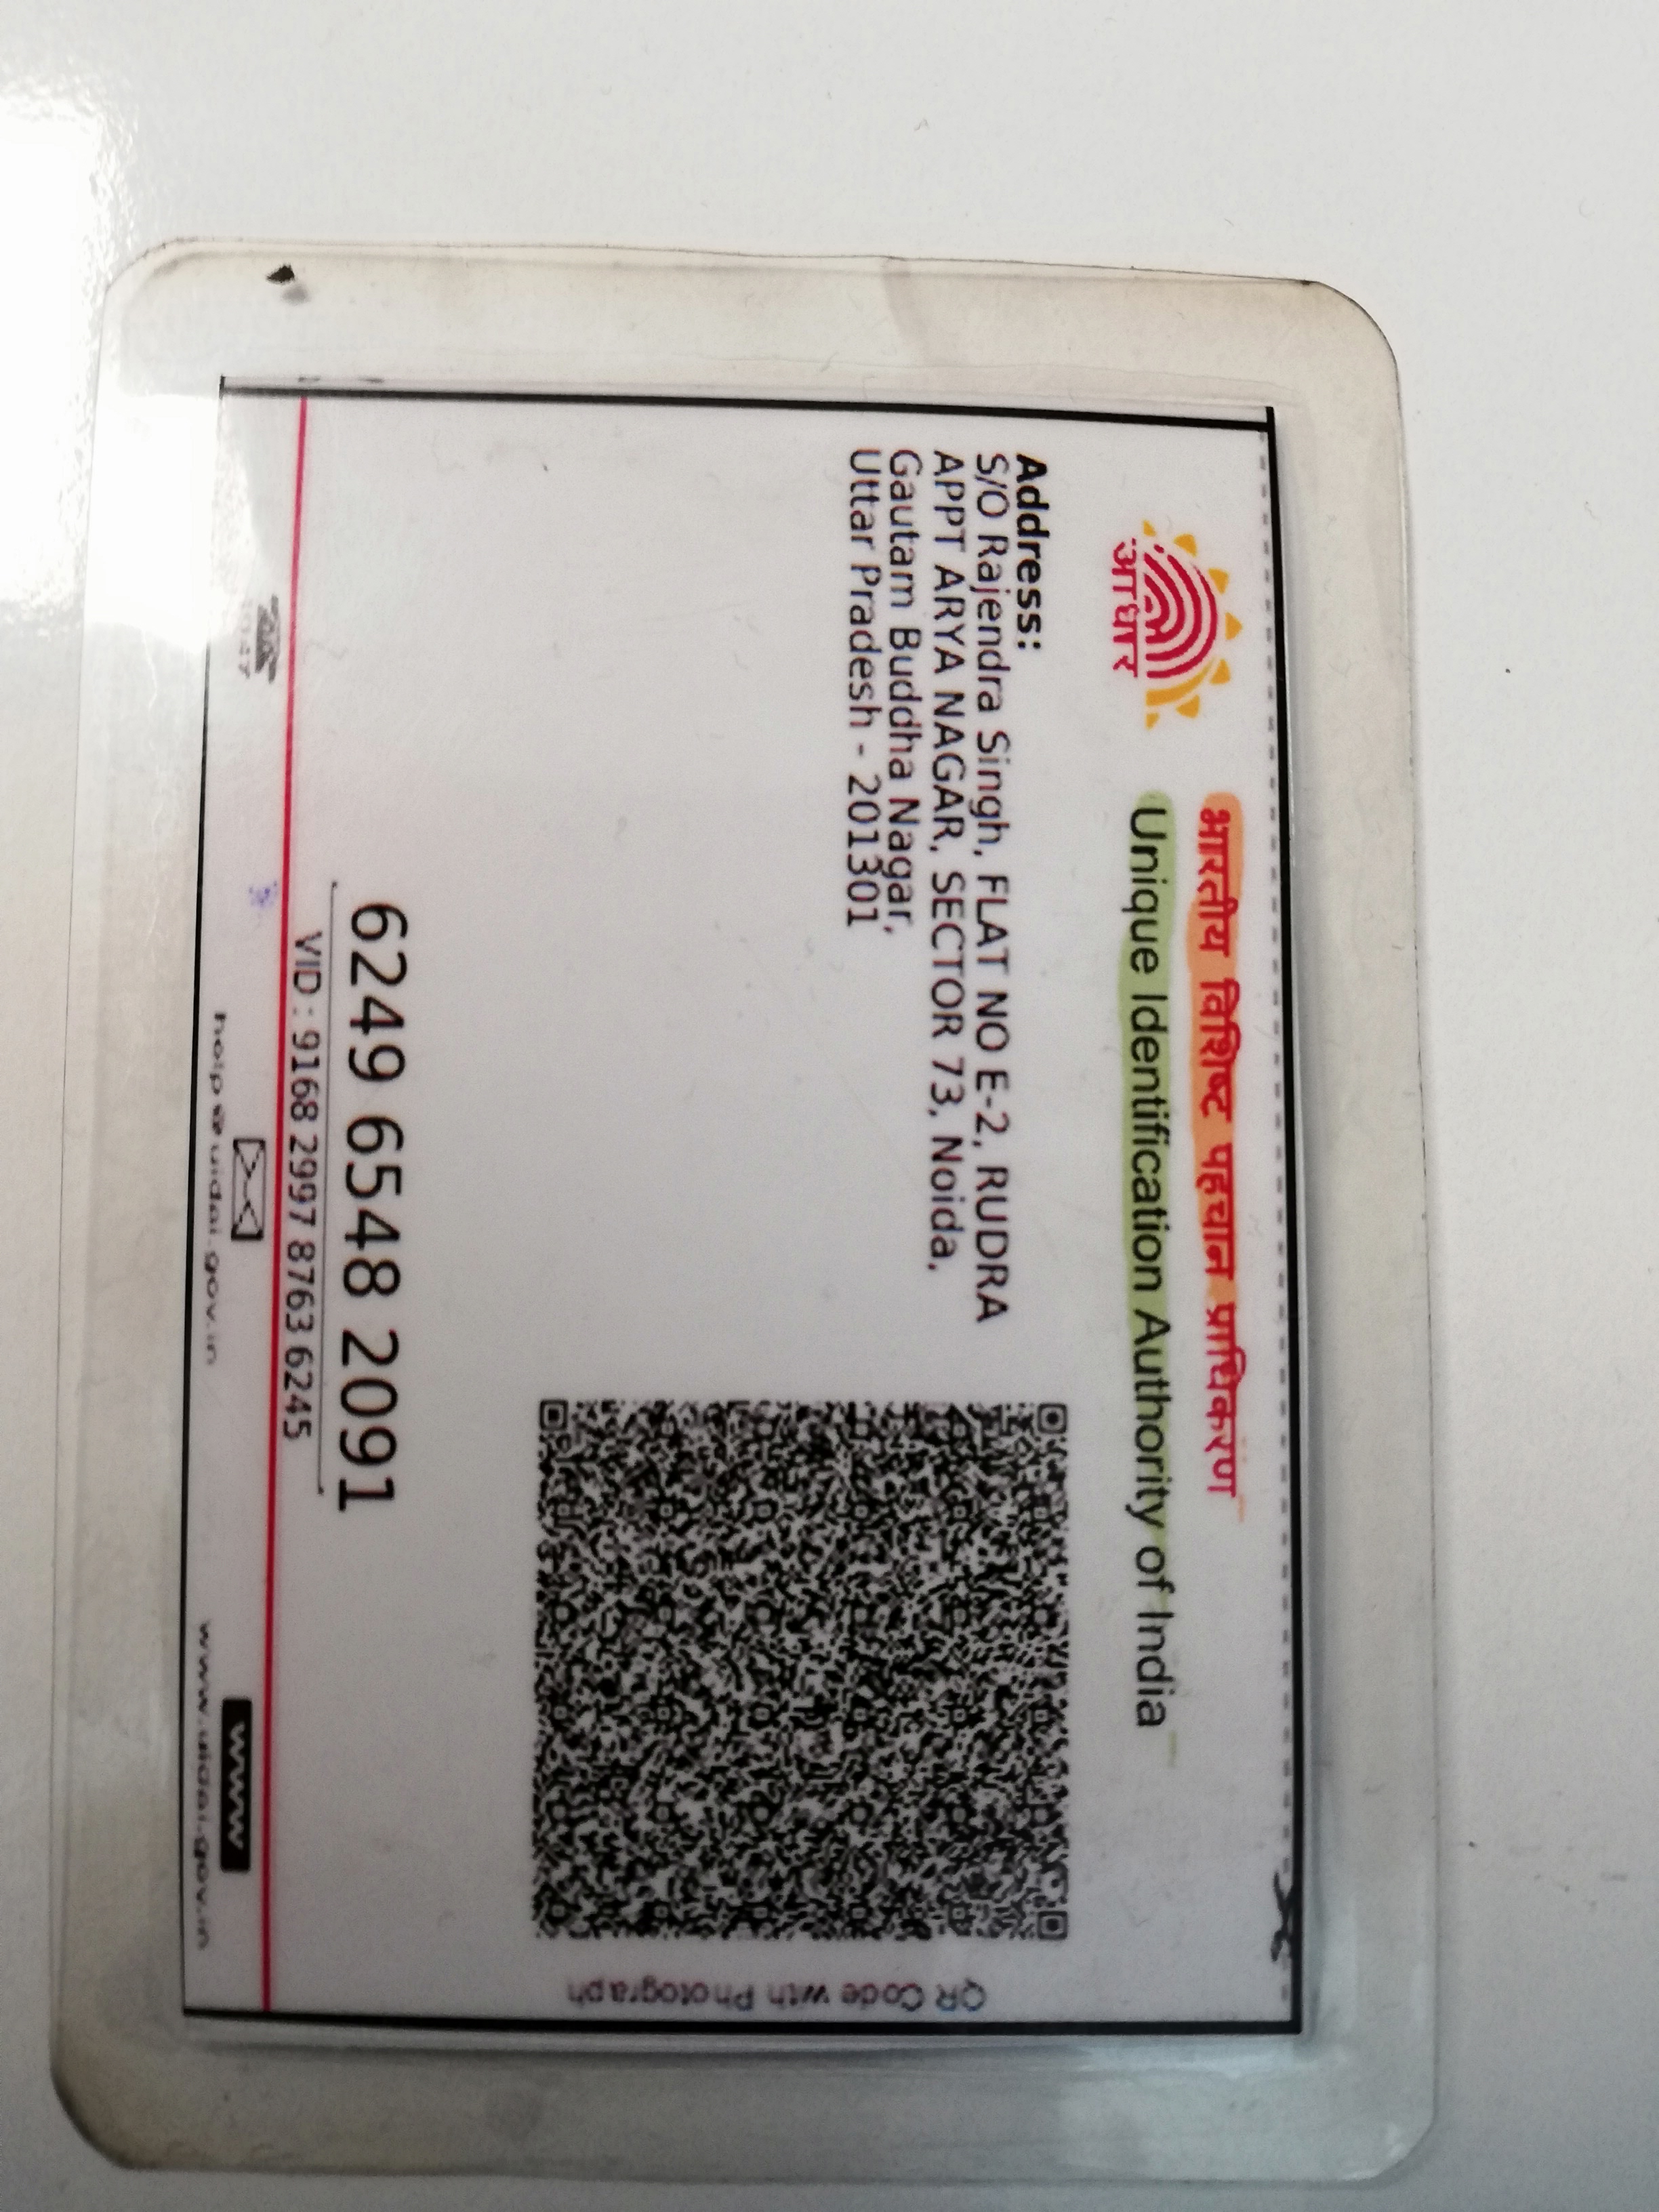 भारतीय विशिष्ट पहचान प्राधिकरण
Unique Identification Authority of India
आधार
Address:
S/O Rajendra Singh, FLAT NO E-2, RUDRA
APPT ARYA NAGAR, SECTOR 73, Noida,
Gautam Buddha Nagar,
Uttar Pradesh - 201301
QR Code with Photograph
6249 6548 2091
VID : 9168 2997 8763 6245
www
help@uidai.gov.in
www.uidai.gov.in